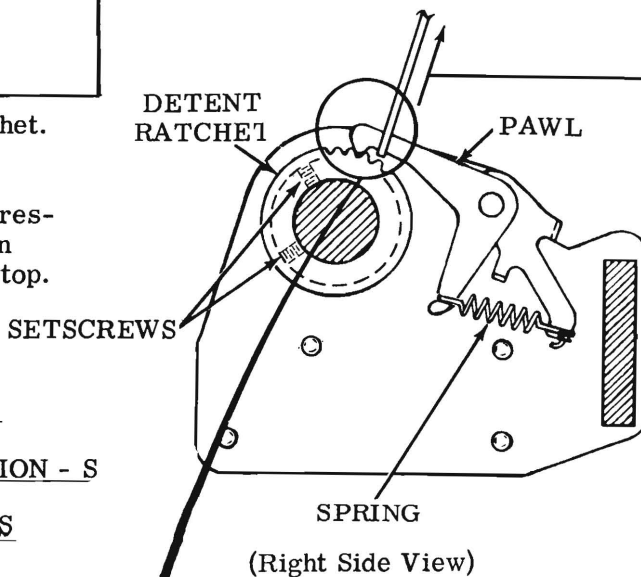 het.
res-
n
top.
ION - S
S
DETENT
RATCHET
PAWL
SETSCREWS
SPRING
(Right Side View)